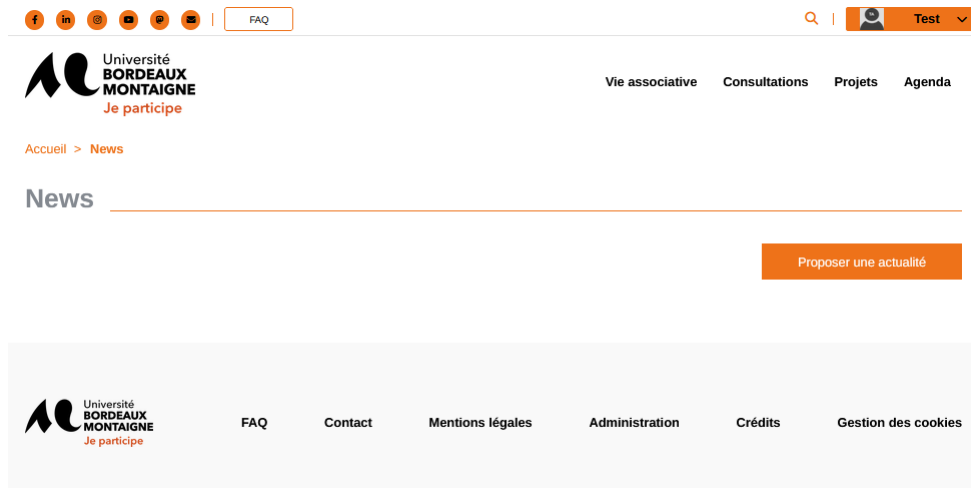 FAQ
Test
Université
BORDEAUX
MONTAIGNE
Je participe
Vie associative Consultations Projets Agenda
Accueil > News
News
Proposer une actualité
Université
BORDEAUX
MONTAIGNE
Je participe
FAQ Contact Mentions légales Administration Crédits Gestion des cookies